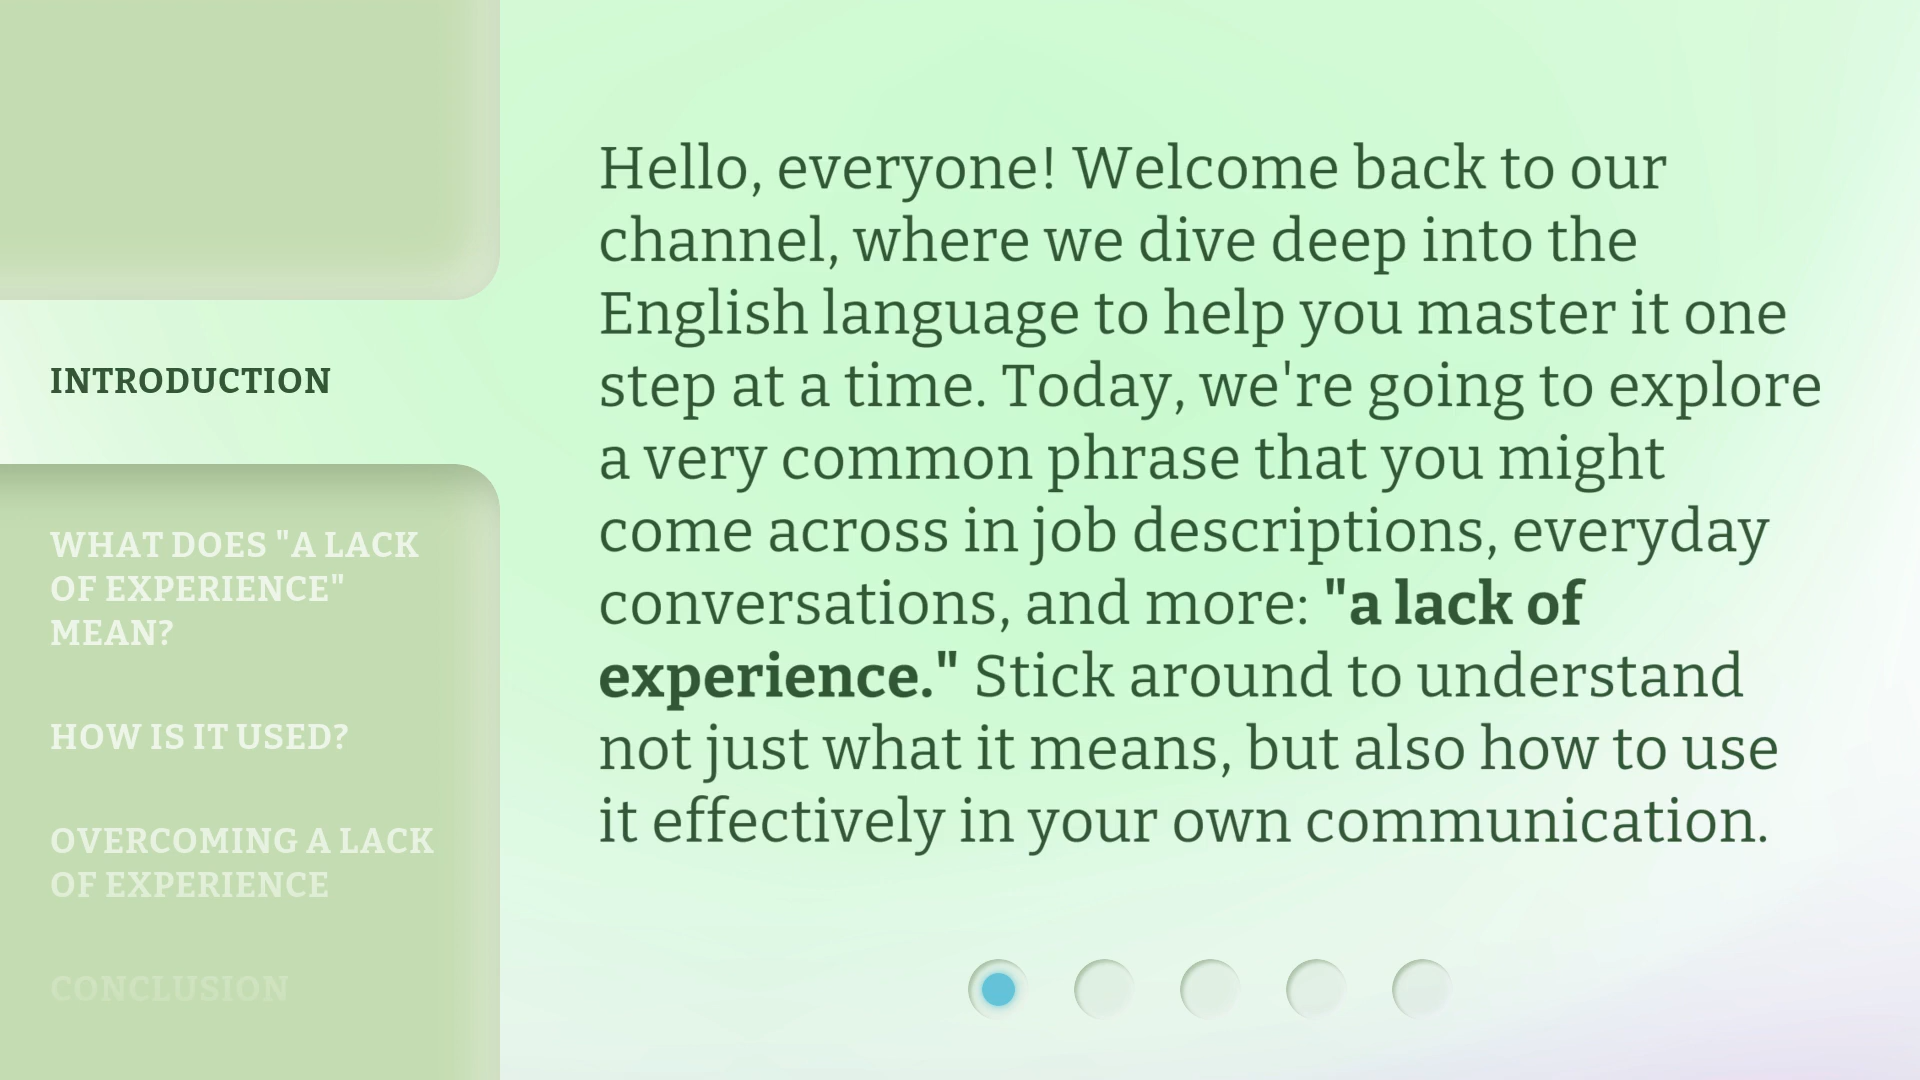 INTRODUCTION
WHAT DOES "A LACK
OF EXPERIENCE"
MEAN?
HOW IS IT USED?
OVERCOMING A LACK
OF EXPERIENCE
CONCLUSION
Hello, everyone! Welcome back to our
channel, where we dive deep into the
English language to help you master it one
step at a time. Today, we're going to explore
a very common phrase that you might
come across in job descriptions, everyday
conversations, and more: "a lack of
experience." Stick around to understand
not just what it means, but also how to use
it effectively in your own communication.